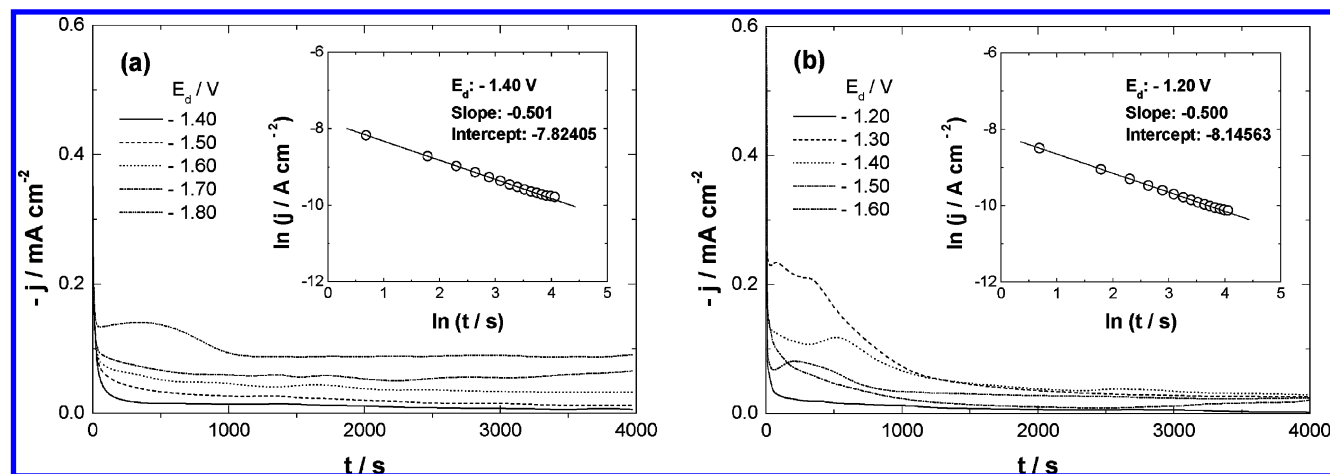 0.6
0.4
0.2
0.0
- j / mA cm-2
0
1000
2000
3000
4000
t / s
(a)
Ed / V
- 1.40
- 1.50
- 1.60
- 1.70
- 1.80
-6
-8
-10
-12
ln (j / A cm-2)
0
1
2
3
4
5
ln (t / s)
Ed: - 1.40 V
Slope: -0.501
Intercept: -7.82405
0.6
0.4
0.2
0.0
- j / mA cm-2
0
1000
2000
3000
4000
t / s
(b)
Ed / V
- 1.20
- 1.30
- 1.40
- 1.50
- 1.60
-6
-8
-10
-12
ln (j / A cm-2)
0
1
2
3
4
5
ln (t / s)
Ed: - 1.20 V
Slope: -0.500
Intercept: -8.14563